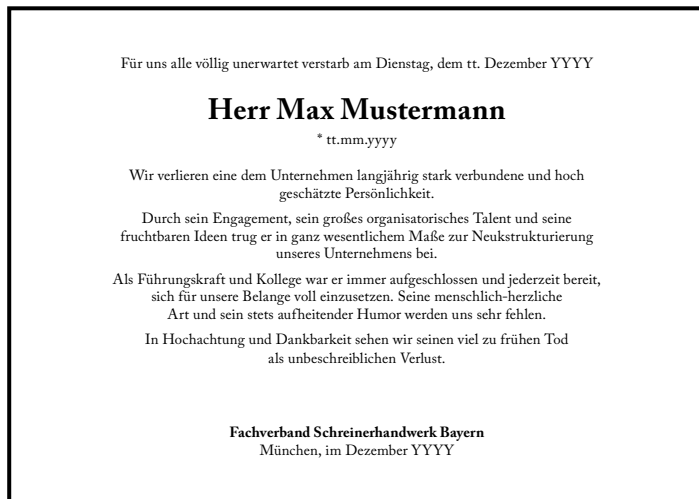 Für uns alle völlig unerwartet verstarb am Dienstag, dem tt. Dezember YYYY
Herr Max Mustermann
* tt.mm.yyyy
Wir verlieren eine dem Unternehmen langjährig stark verbundene und hoch
geschätzte Persönlichkeit.
Durch sein Engagement, sein großes organisatorisches Talent und seine
fruchtbaren Ideen trug er in ganz wesentlichem Maße zur Neukstrukturierung
unseres Unternehmens bei.
Als Führungskraft und Kollege war er immer aufgeschlossen und jederzeit bereit,
sich für unsere Belange voll einzusetzen. Seine menschlich-herzliche
Art und sein stets aufheitender Humor werden uns sehr fehlen.
In Hochachtung und Dankbarkeit sehen wir seinen viel zu frühen Tod
als unbeschreiblichen Verlust.
Fachverband Schreinerhandwerk Bayern
München, im Dezember YYYY